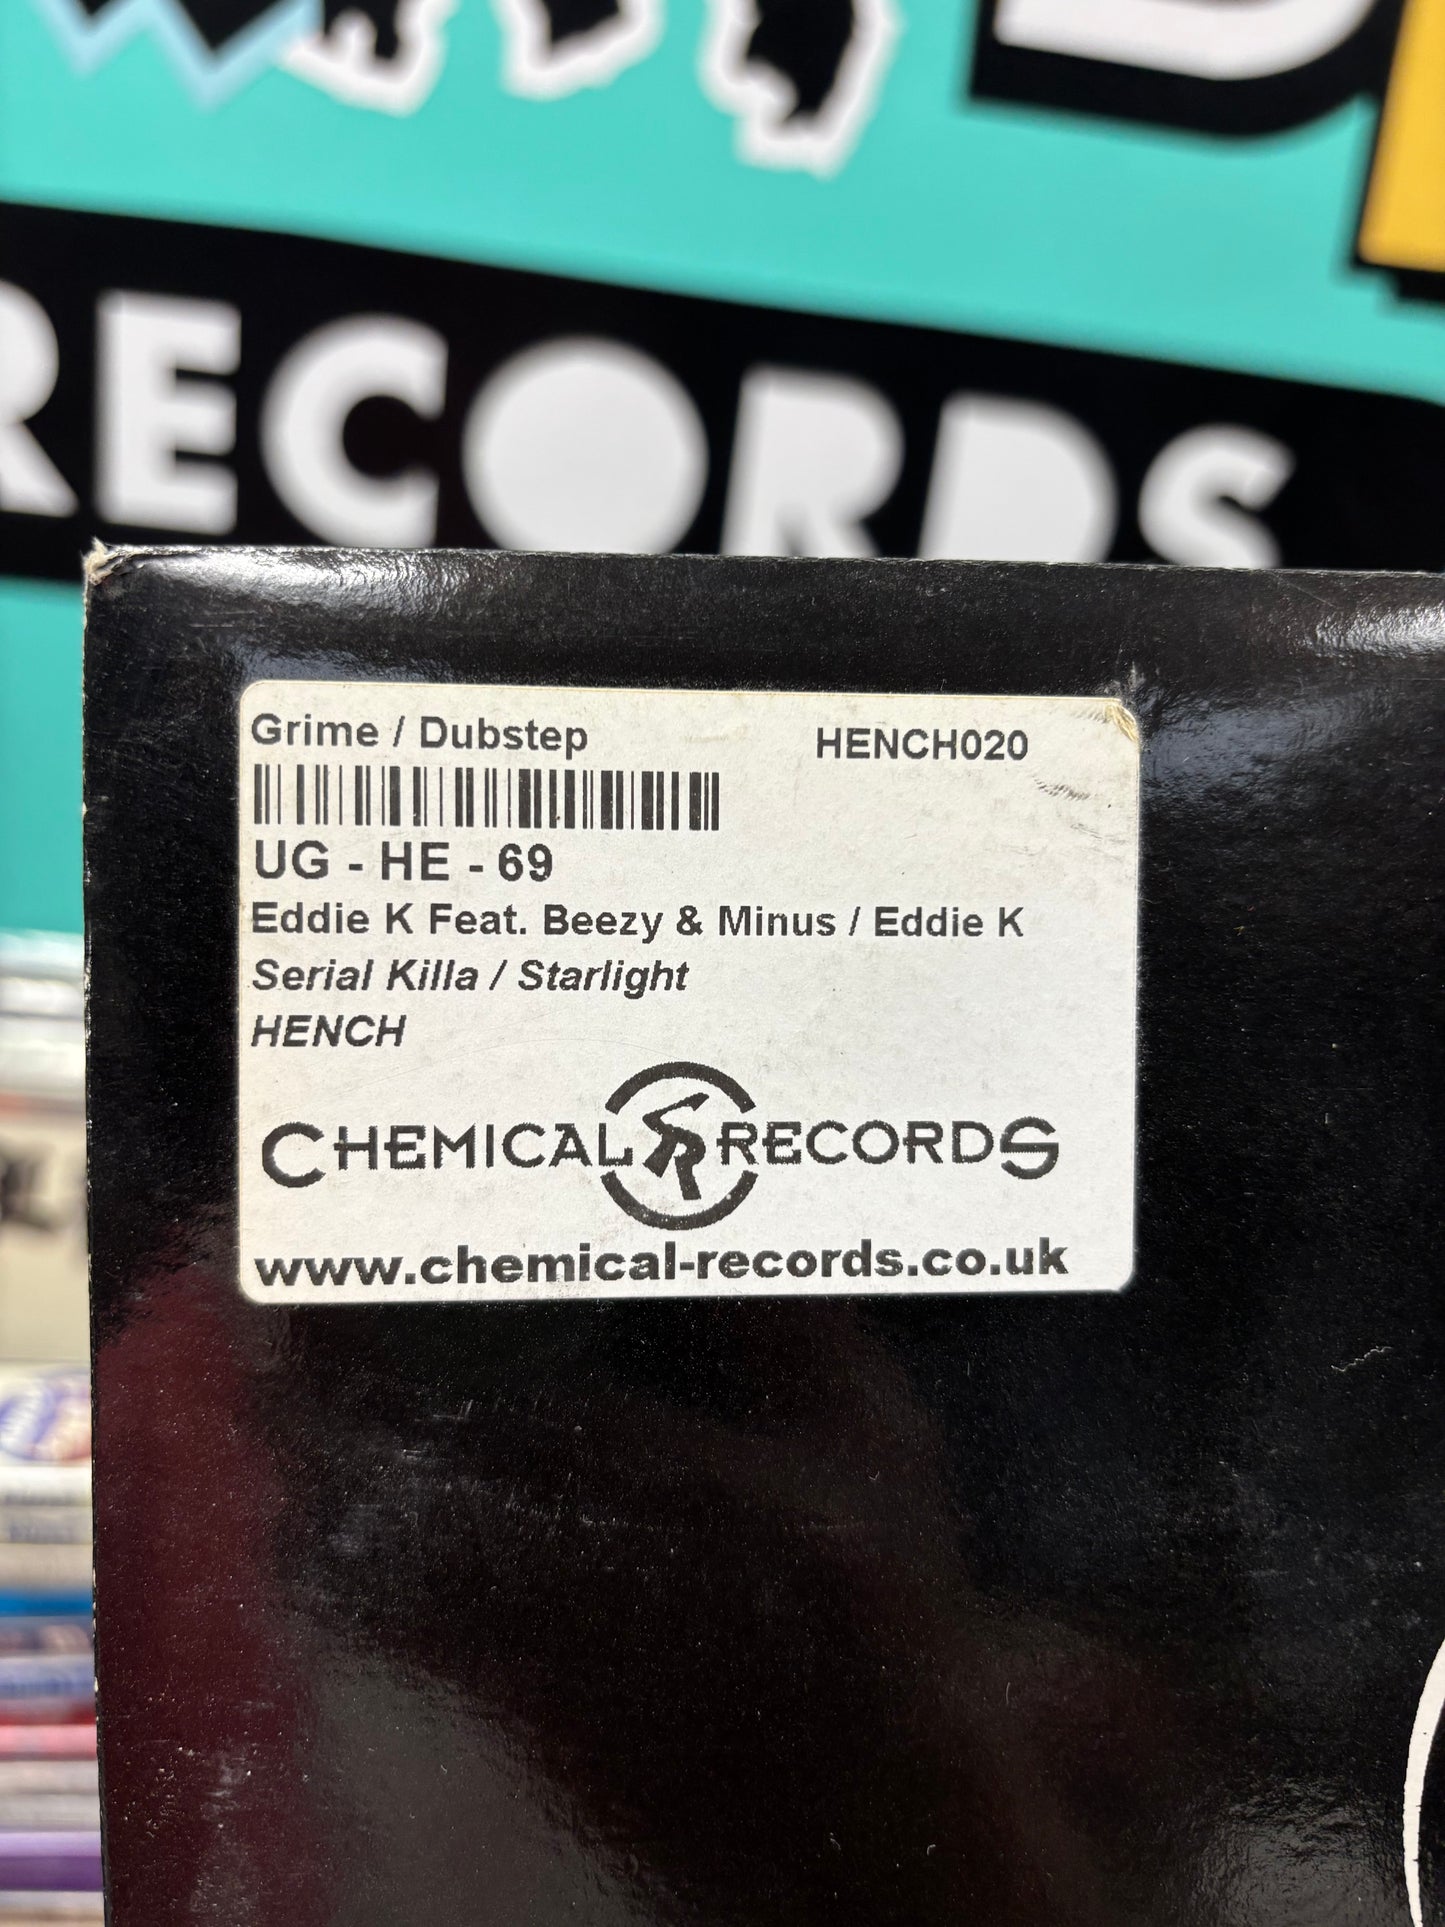 RECORDS
Grime / Dubstep HENCH020
UG - HE - 69
Eddie K Feat. Beezy & Minus / Eddie K
Serial Killa / Starlight
HENCH
CHEMICAL RECORDS
www.chemical-records.co.uk